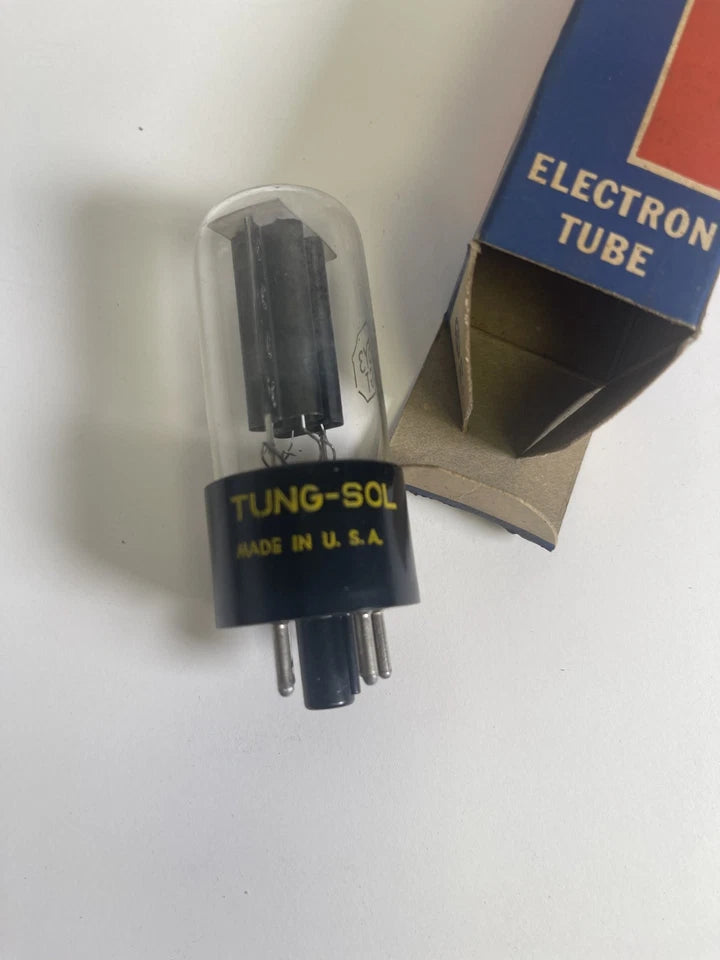 ELECTRON
TUBE
TUNG-SOL
MADE IN U. S. A.